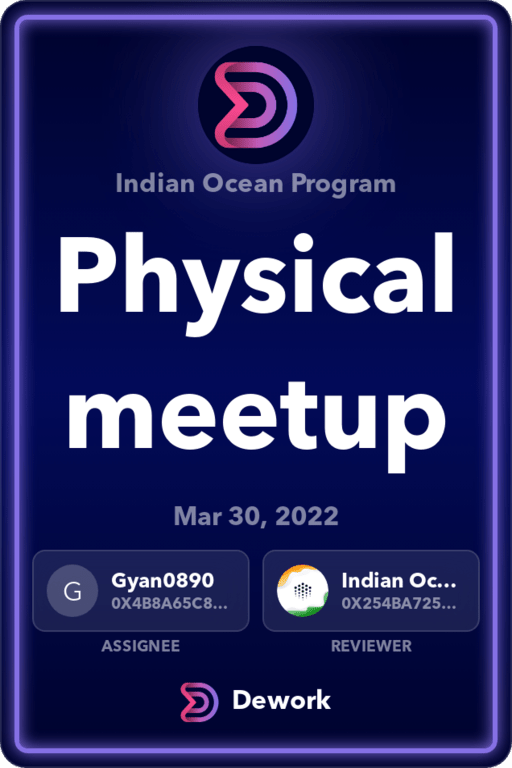 Indian Ocean Program
Physical
meetup
Mar 30, 2022
G
Gyan0890
0X4B8A65C8...
ASSIGNEE
Indian Oc...
0X254BA725...
REVIEWER
Dework